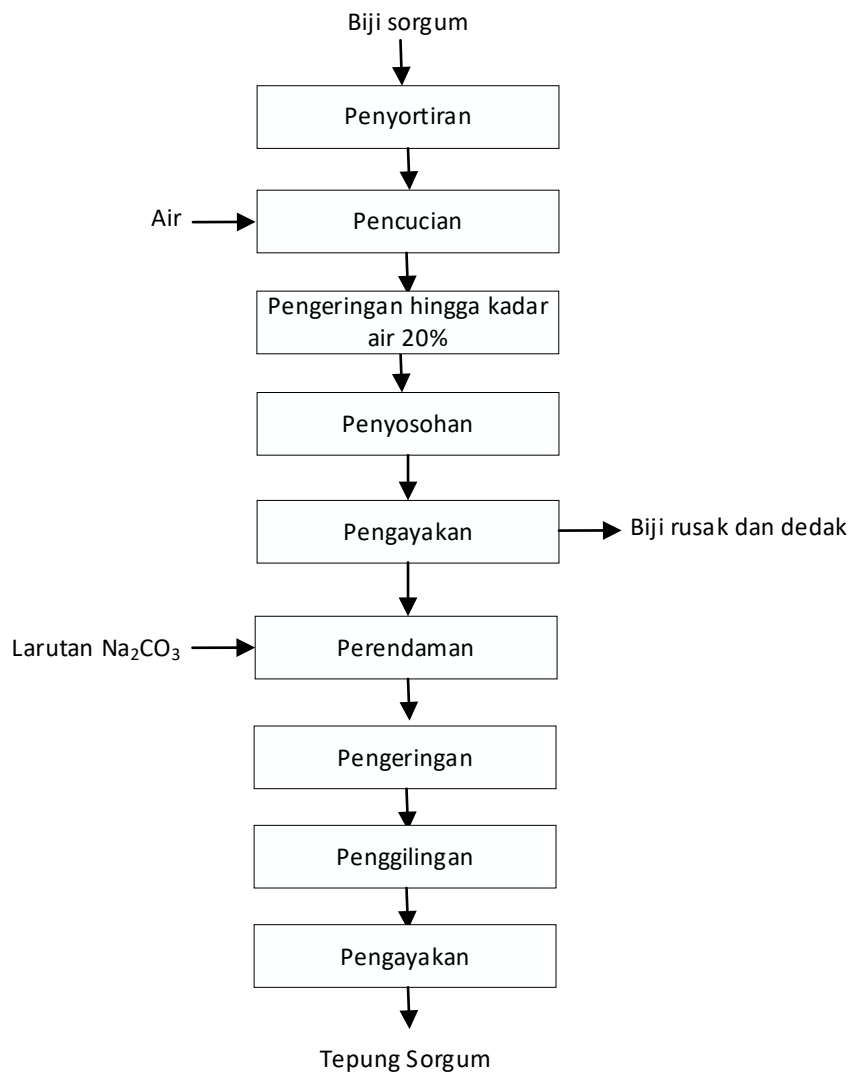 Biji sorgum
Penyortiran
Air
Pencucian
Pengeringan hingga kadar
air 20%
Penyosohan
Pengayakan
Biji rusak dan dedak
Larutan Na₂CO₃
Perendaman
Pengeringan
Penggilingan
Pengayakan
Tepung Sorgum